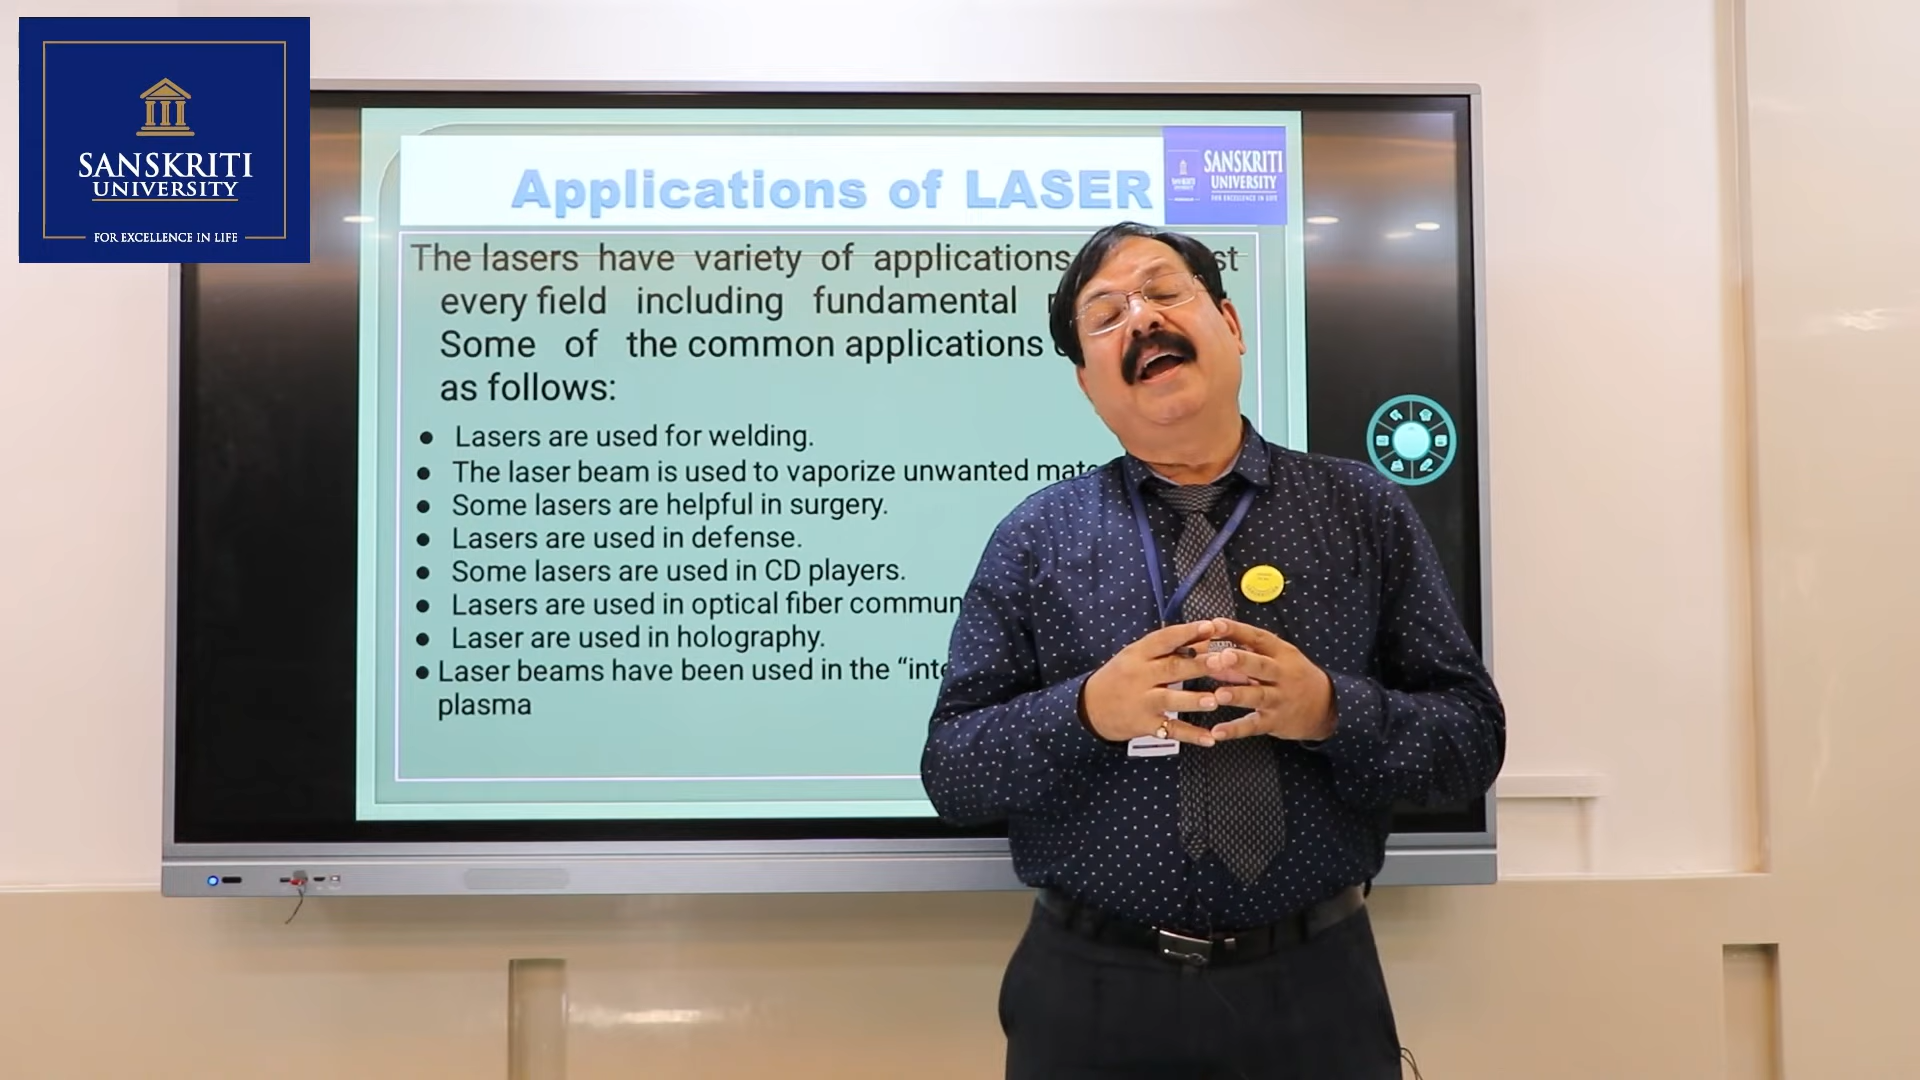 SANSKRITI
UNIVERSITY
FOR EXCELLENCE IN LIFE
Applications of LASER
SANSKRITI
UNIVERSITY
FOR EXCELLENCE IN LIFE
The lasers have variety of applications
every field including fundamental
Some of the common applications
as follows:
● Lasers are used for welding.
● The laser beam is used to vaporize unwanted
● Some lasers are helpful in surgery.
● Lasers are used in defense.
● Some lasers are used in CD players.
● Lasers are used in optical fiber
● Laser are used in holography.
● Laser beams have been used in the
plasma